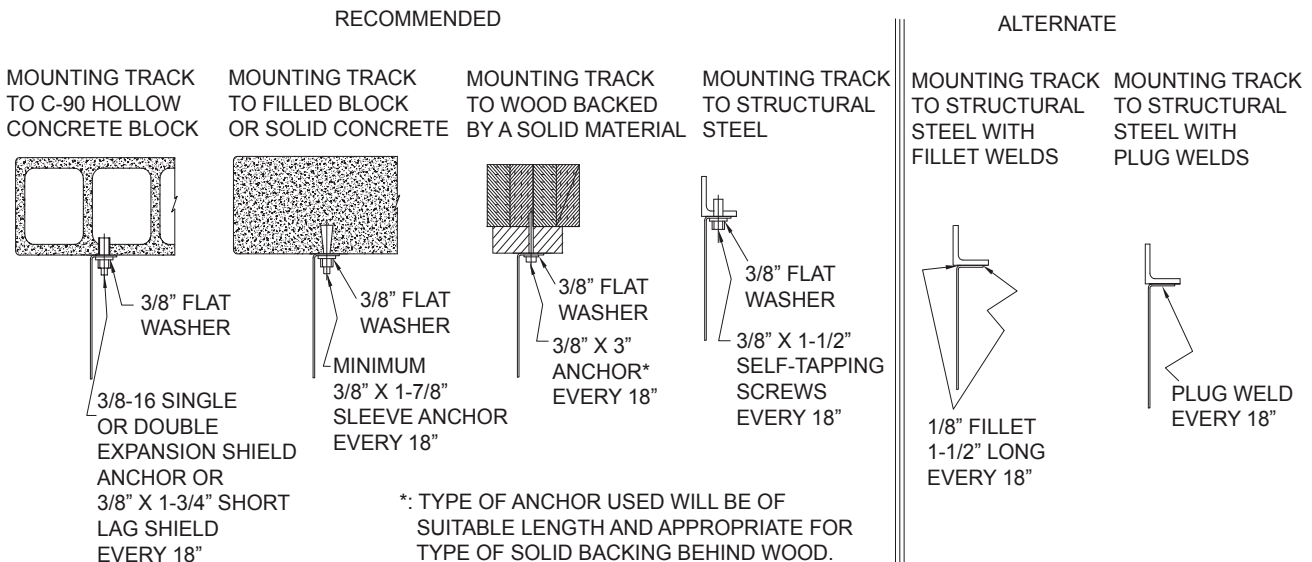 RECOMMENDED
MOUNTING TRACK
TO C-90 HOLLOW
CONCRETE BLOCK
3/8” FLAT
WASHER
3/8-16 SINGLE
OR DOUBLE
EXPANSION SHIELD
ANCHOR OR
3/8” X 1-3/4” SHORT
LAG SHIELD
EVERY 18”
MOUNTING TRACK
TO FILLED BLOCK
OR SOLID CONCRETE
3/8” FLAT
WASHER
MINIMUM
3/8” X 1-7/8”
SLEEVE ANCHOR
EVERY 18”
MOUNTING TRACK
TO WOOD BACKED
BY A SOLID MATERIAL
3/8” FLAT
WASHER
3/8” X 3”
ANCHOR*
EVERY 18”
MOUNTING TRACK
TO STRUCTURAL
STEEL
3/8” FLAT
WASHER
3/8” X 1-1/2”
SELF-TAPPING
SCREWS
EVERY 18”
*: TYPE OF ANCHOR USED WILL BE OF
SUITABLE LENGTH AND APPROPRIATE FOR
TYPE OF SOLID BACKING BEHIND WOOD.
ALTERNATE
MOUNTING TRACK
TO STRUCTURAL
STEEL WITH
FILLET WELDS
1/8” FILLET
1-1/2” LONG
EVERY 18”
MOUNTING TRACK
TO STRUCTURAL
STEEL WITH
PLUG WELDS
PLUG WELD
EVERY 18”